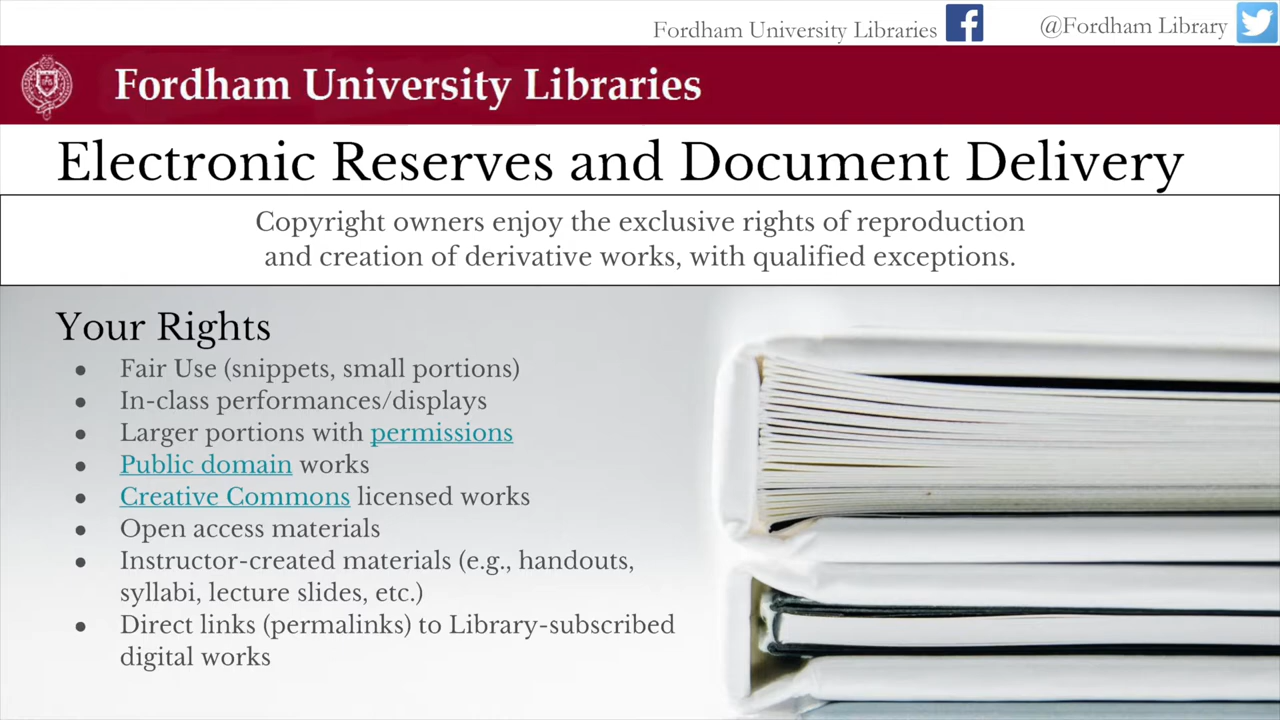 Fordham University Libraries
@Fordham Library
Fordham University Libraries
Electronic Reserves and Document Delivery
Copyright owners enjoy the exclusive rights of reproduction
and creation of derivative works, with qualified exceptions.
Your Rights
● Fair Use (snippets, small portions)
● In-class performances/displays
● Larger portions with permissions
● Public domain works
● Creative Commons licensed works
● Open access materials
● Instructor-created materials (e.g., handouts,
syllabi, lecture slides, etc.)
● Direct links (permalinks) to Library-subscribed
digital works